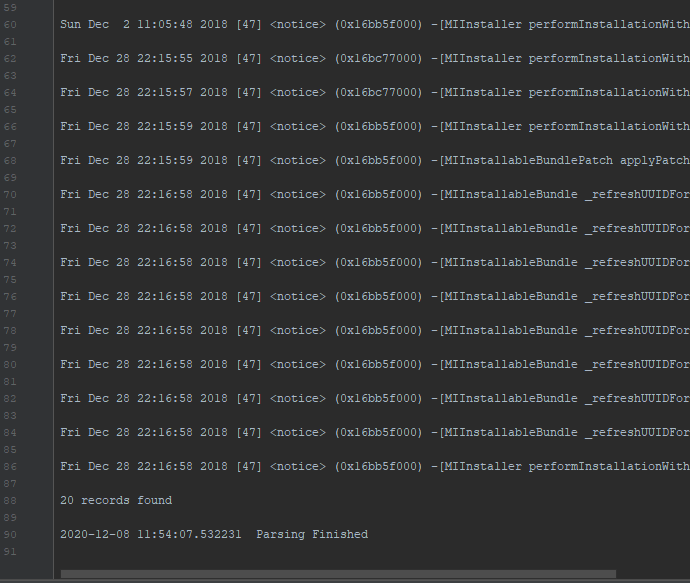 59
60 Sun Dec  2 11:05:48 2018 [47] <notice> (0x16bb5f000) -[MIInstaller performInstallationWith
61
62 Fri Dec 28 22:15:55 2018 [47] <notice> (0x16bc77000) -[MIInstaller performInstallationWith
63
64 Fri Dec 28 22:15:57 2018 [47] <notice> (0x16bc77000) -[MIInstaller performInstallationWith
65
66 Fri Dec 28 22:15:59 2018 [47] <notice> (0x16bb5f000) -[MIInstaller performInstallationWith
67
68 Fri Dec 28 22:15:59 2018 [47] <notice> (0x16bb5f000) -[MIInstallableBundlePatch applyPatch
69
70 Fri Dec 28 22:16:58 2018 [47] <notice> (0x16bb5f000) -[MIInstallableBundle _refreshUUIDFor
71
72 Fri Dec 28 22:16:58 2018 [47] <notice> (0x16bb5f000) -[MIInstallableBundle _refreshUUIDFor
73
74 Fri Dec 28 22:16:58 2018 [47] <notice> (0x16bb5f000) -[MIInstallableBundle _refreshUUIDFor
75
76 Fri Dec 28 22:16:58 2018 [47] <notice> (0x16bb5f000) -[MIInstallableBundle _refreshUUIDFor
77
78 Fri Dec 28 22:16:58 2018 [47] <notice> (0x16bb5f000) -[MIInstallableBundle _refreshUUIDFor
79
80 Fri Dec 28 22:16:58 2018 [47] <notice> (0x16bb5f000) -[MIInstallableBundle _refreshUUIDFor
81
82 Fri Dec 28 22:16:58 2018 [47] <notice> (0x16bb5f000) -[MIInstallableBundle _refreshUUIDFor
83
84 Fri Dec 28 22:16:58 2018 [47] <notice> (0x16bb5f000) -[MIInstallableBundle _refreshUUIDFor
85
86 Fri Dec 28 22:16:58 2018 [47] <notice> (0x16bb5f000) -[MIInstaller performInstallationWith
87
88 20 records found
89
90 2020-12-08 11:54:07.532231  Parsing Finished
91